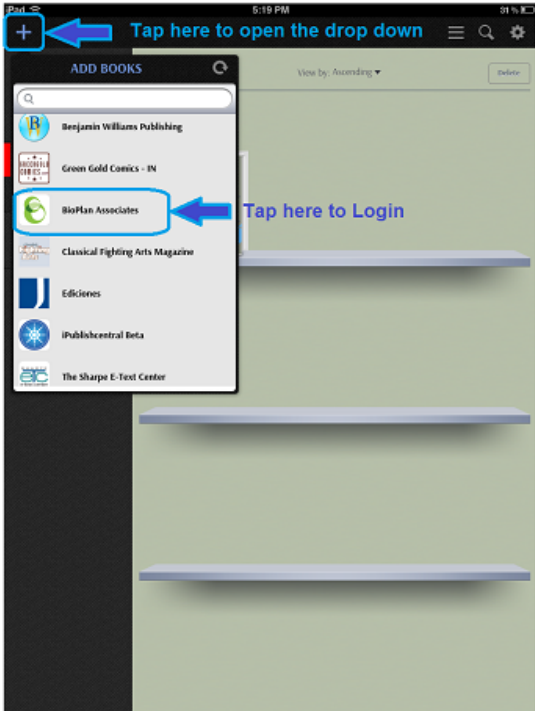 iPad
5:19 PM
31 %
Tap here to open the drop down
ADD BOOKS
View by: Ascending
Delete
B
Benjamin Williams Publishing
Green Gold Comics - IN
BioPlan Associates
Tap here to Login
Classical Fighting Arts Magazine
Ediciones
iPublishcentral Beta
The Sharpe E-Text Center